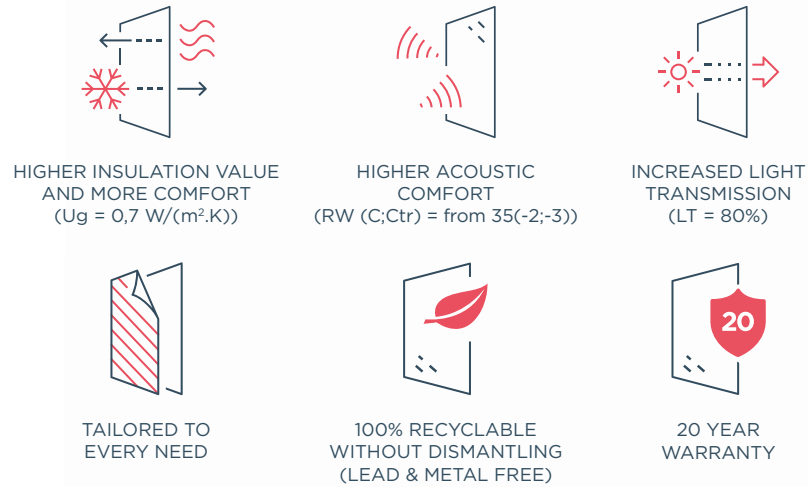 HIGHER INSULATION VALUE
AND MORE COMFORT
(Ug = 0,7 W/(m².K))
HIGHER ACOUSTIC
COMFORT
(RW (C;Ctr) = from 35(-2;-3))
INCREASED LIGHT
TRANSMISSION
(LT = 80%)
TAILORED TO
EVERY NEED
100% RECYCLABLE
WITHOUT DISMANTLING
(LEAD & METAL FREE)
20
20 YEAR
WARRANTY